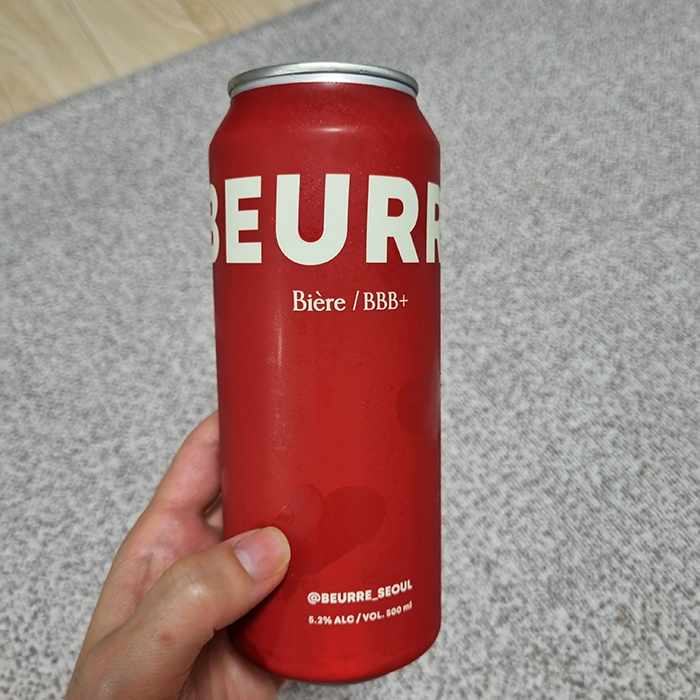 BEURR
Bière / BBB+
@BEURRE_SEOUL
5.2% ALC / VOL. 500 ml